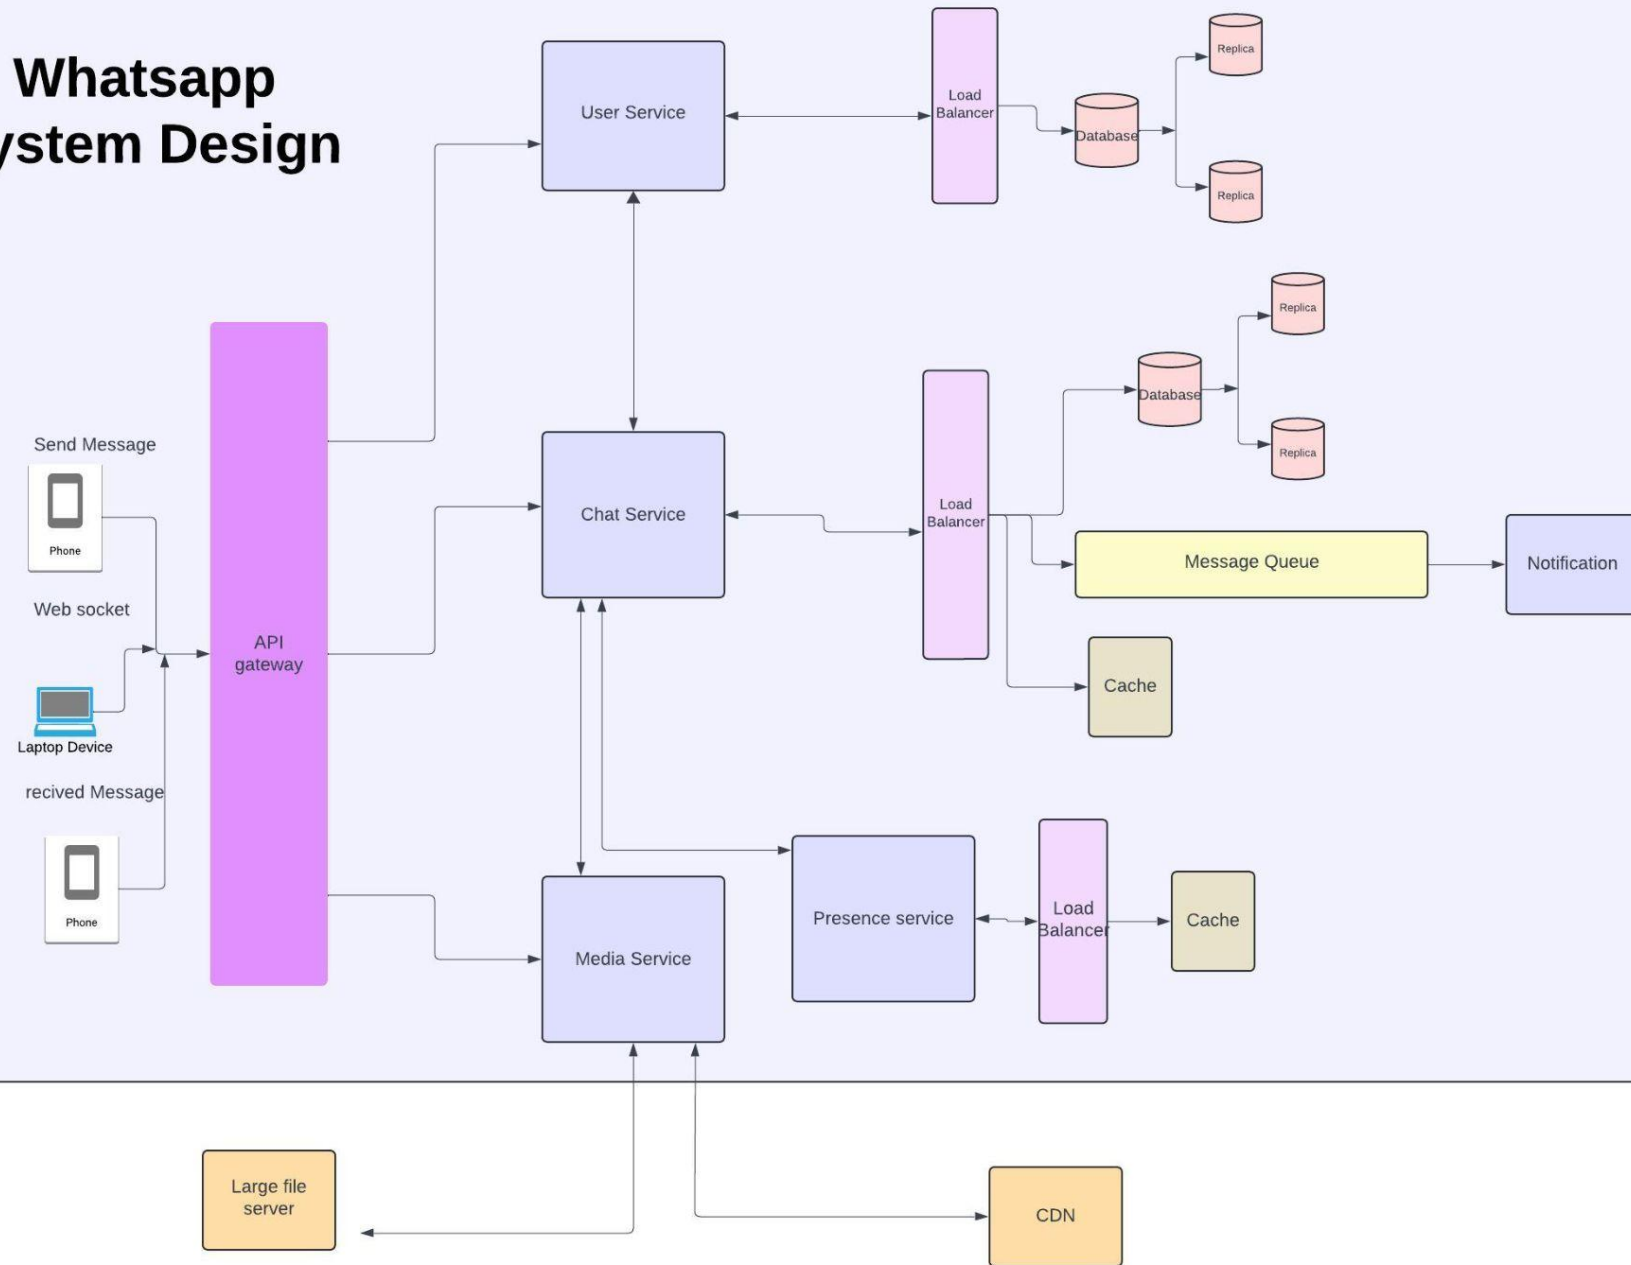 Whatsapp
ystem Design
User Service
Load
Balancer
Database
Replica
Replica
Send Message
Phone
Web socket
Laptop Device
recived Message
Phone
API
gateway
Chat Service
Load
Balancer
Database
Replica
Replica
Message Queue
Notification
Cache
Media Service
Presence service
Load
Balancer
Cache
Large file
server
CDN